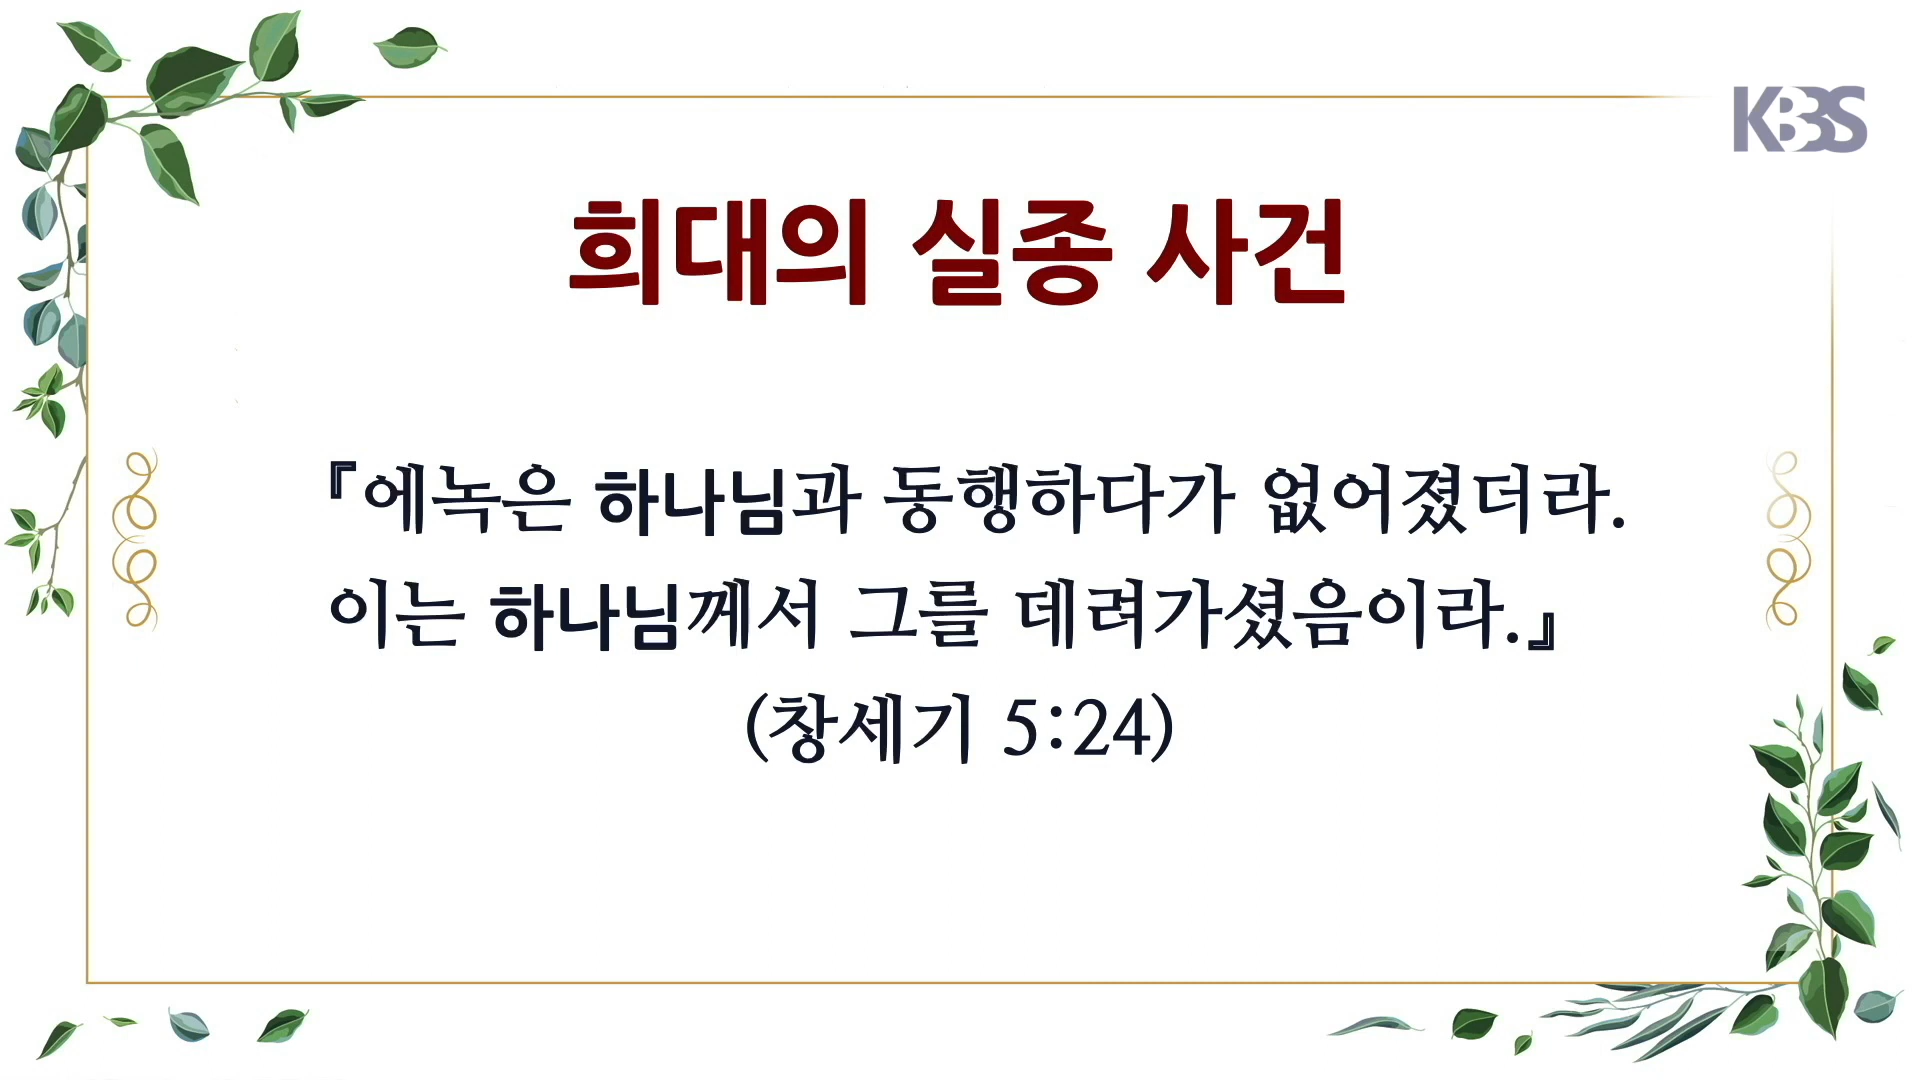 KBBS
희대의 실종 사건
『에녹은 하나님과 동행하다가 없어졌더라.
이는 하나님께서 그를 데려가셨음이라.』
(창세기 5:24)